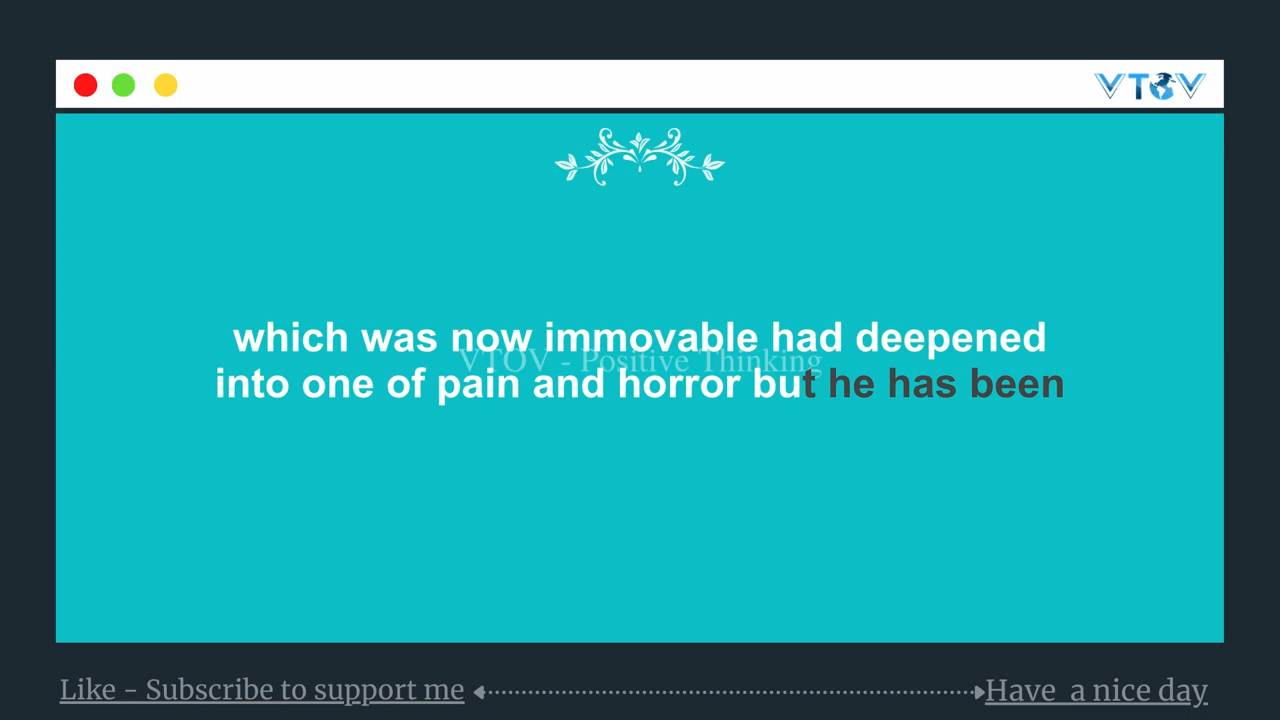 VTOV
which was now immovable had deepened
VTOV - Positive Thinking
into one of pain and horror but he has been
Like - Subscribe to support me
Have a nice day